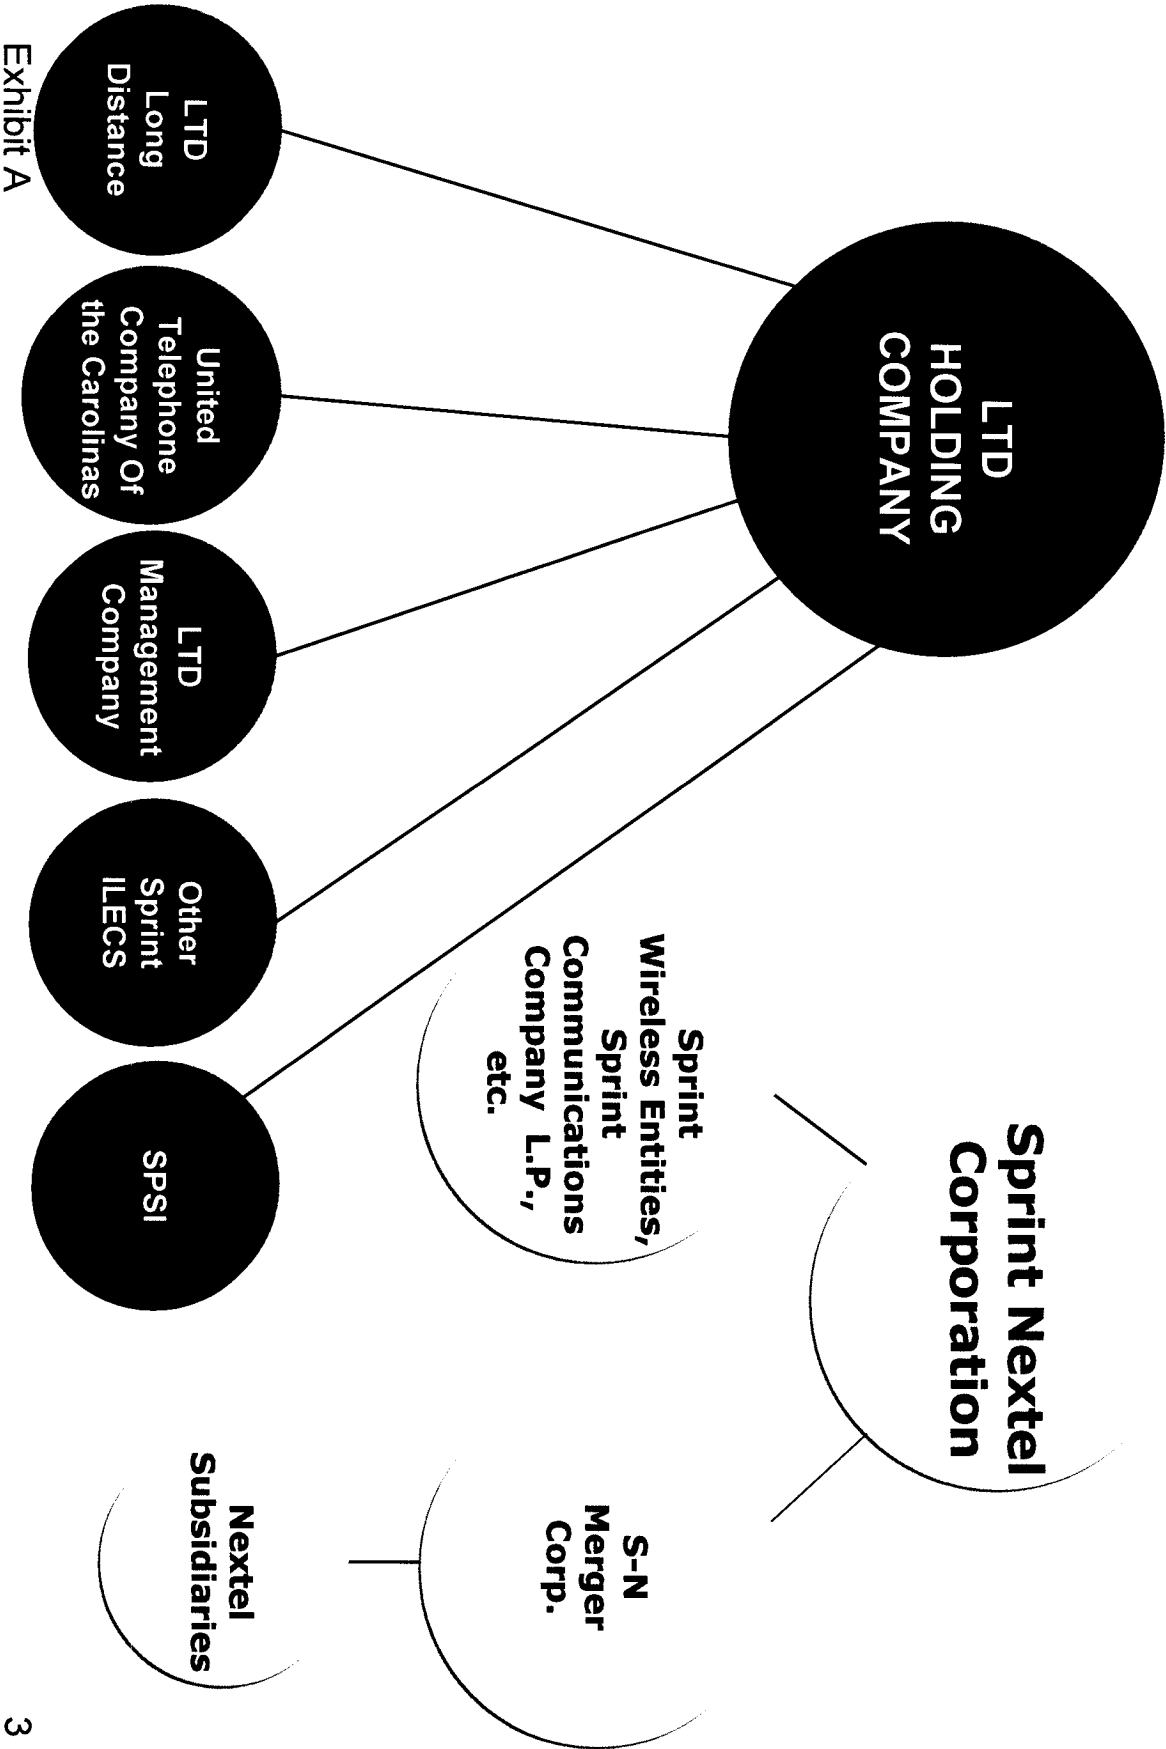 LTD
HOLDING
COMPANY
Sprint Nextel
Corporation
Sprint
Wireless Entities,
Sprint
Communications
Company L.P.,
etc.
S-N
Merger
Corp.
Nextel
Subsidiaries
LTD
Long
Distance
United
Telephone
Company Of
the Carolinas
LTD
Management
Company
Other
Sprint
ILECS
SPSI
Exhibit A
3